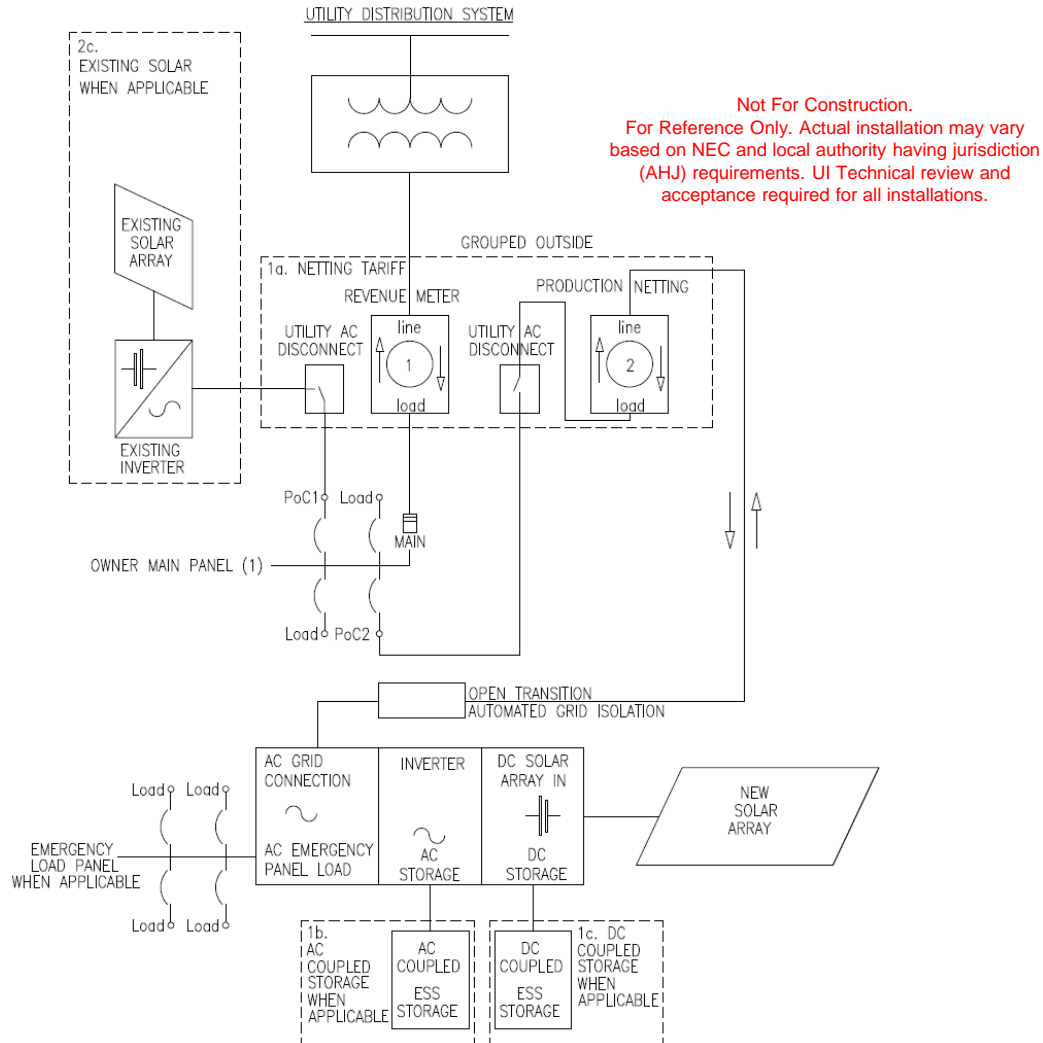 UTILITY DISTRIBUTION SYSTEM
2c.
EXISTING SOLAR
WHEN APPLICABLE
Not For Construction.
For Reference Only. Actual installation may vary
based on NEC and local authority having jurisdiction
(AHJ) requirements. UI Technical review and
acceptance required for all installations.
EXISTING
SOLAR
ARRAY
EXISTING
INVERTER
GROUPED OUTSIDE
1a. NETTING TARIFF
REVENUE METER
PRODUCTION NETTING
UTILITY AC
DISCONNECT
line
1
load
UTILITY AC
DISCONNECT
line
2
load
PoC1
Load
MAIN
OWNER MAIN PANEL (1)
Load
PoC2
OPEN TRANSITION
AUTOMATED GRID ISOLATION
AC GRID
CONNECTION
AC EMERGENCY
PANEL LOAD
INVERTER
AC
STORAGE
DC SOLAR
ARRAY IN
DC
STORAGE
NEW
SOLAR
ARRAY
Load
Load
EMERGENCY
LOAD PANEL
WHEN APPLICABLE
Load
Load
1b.
AC
COUPLED
STORAGE
WHEN
APPLICABLE
AC
COUPLED
ESS
STORAGE
DC
COUPLED
ESS
STORAGE
1c. DC
COUPLED
STORAGE
WHEN
APPLICABLE